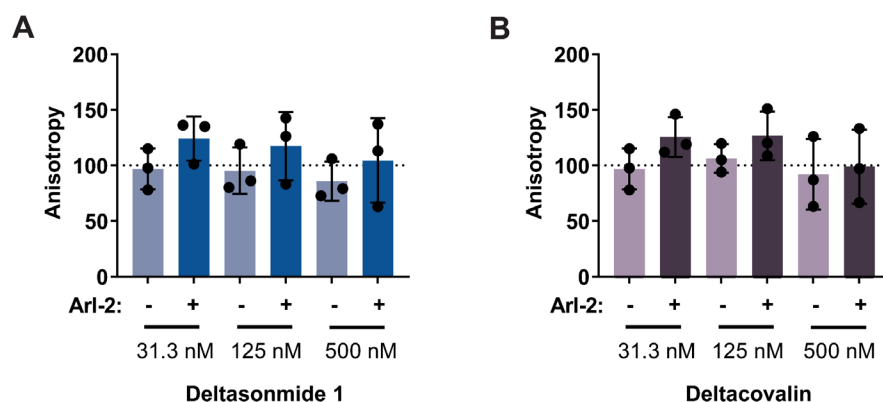 A
200
150
100
50
0
Anisotropy
Arl-2: - + - + - +
31.3 nM 125 nM 500 nM
Deltasonmide 1
B
200
150
100
50
0
Anisotropy
Arl-2: - + - + - +
31.3 nM 125 nM 500 nM
Deltacovalin